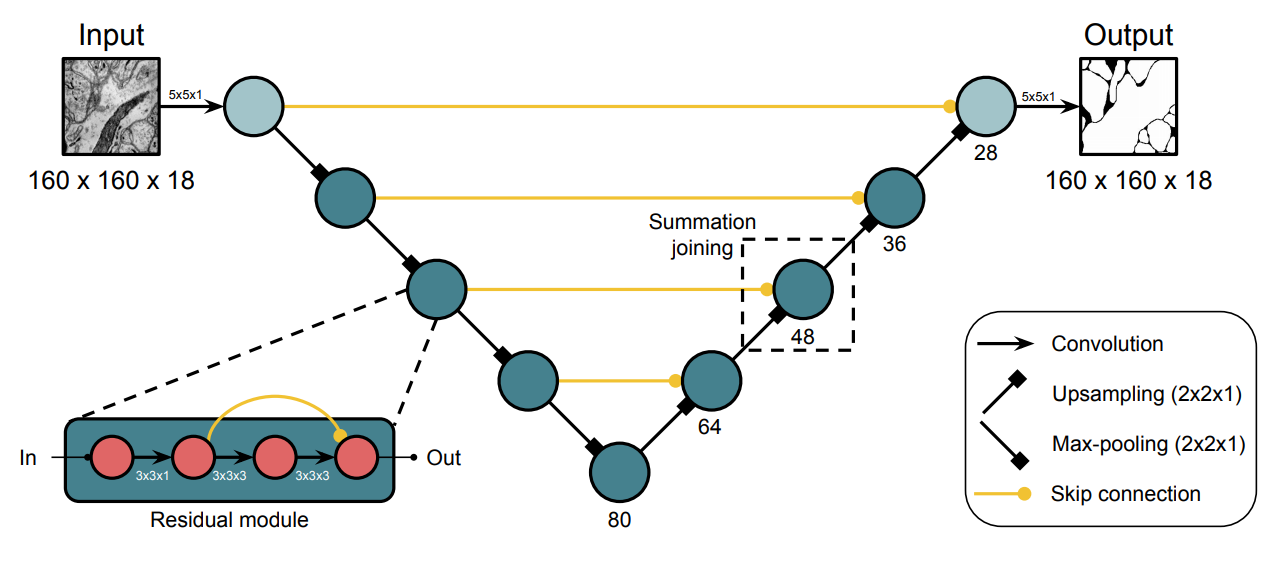 Input
Output
5x5x1
5x5x1
28
160 x 160 x 18
160 x 160 x 18
Summation
joining
36
48
Convolution
Upsampling (2x2x1)
Max-pooling (2x2x1)
Skip connection
64
In
3x3x1
3x3x3
3x3x3
Out
Residual module
80